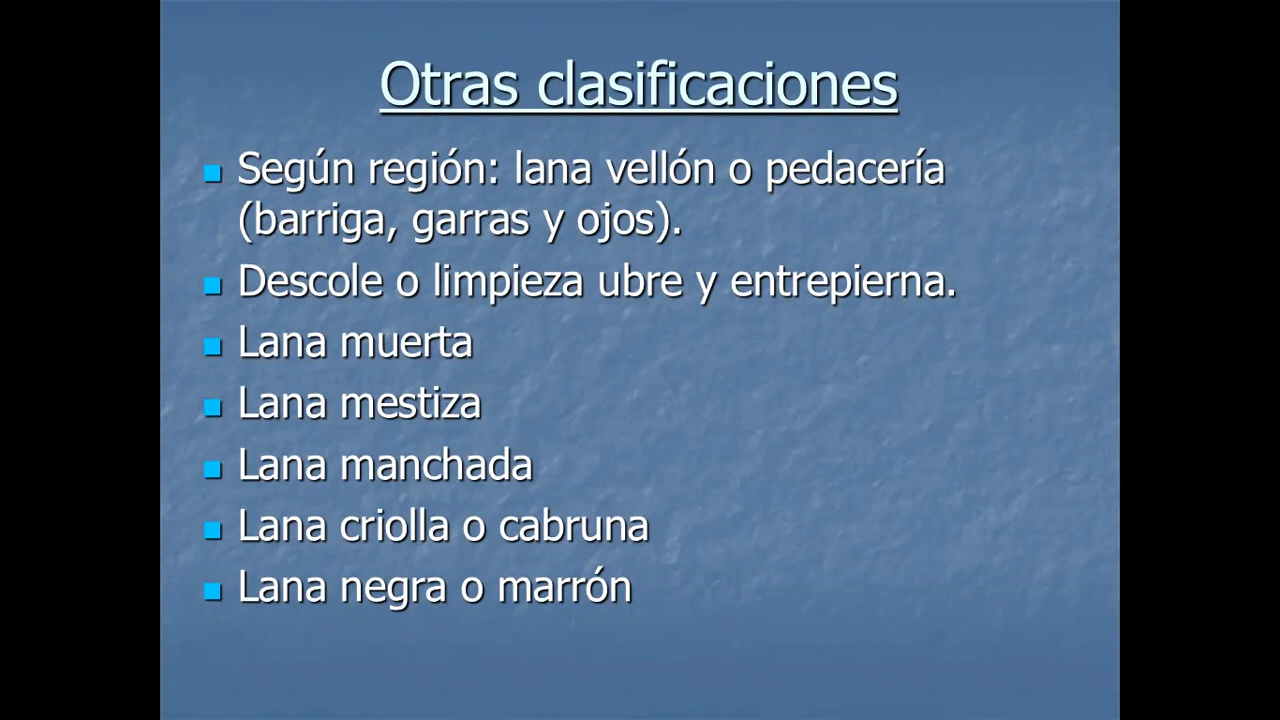 Otras clasificaciones
Según región: lana vellón o pedacería
(barriga, garras y ojos).
Descole o limpieza ubre y entrepierna.
Lana muerta
Lana mestiza
Lana manchada
Lana criolla o cabruna
Lana negra o marrón